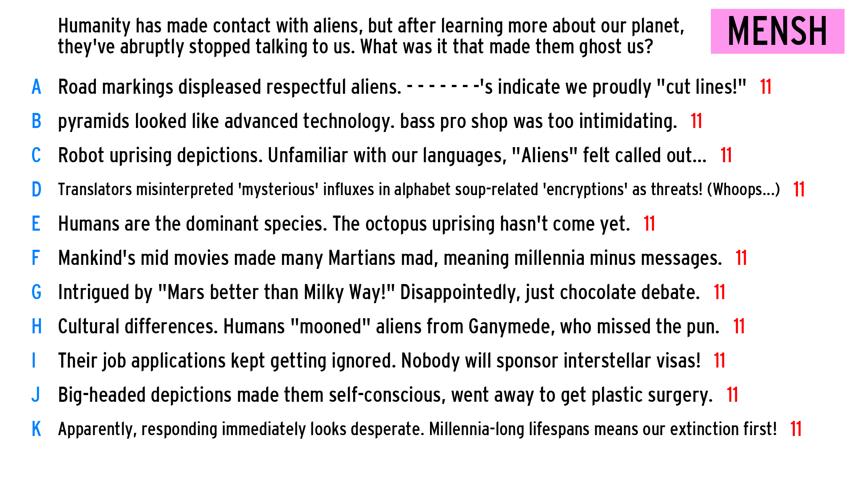 Humanity has made contact with aliens, but after learning more about our planet,
they've abruptly stopped talking to us. What was it that made them ghost us?
MENSH
A Road markings displeased respectful aliens. - - - - - - -'s indicate we proudly "cut lines!" 11
B pyramids looked like advanced technology. bass pro shop was too intimidating. 11
C Robot uprising depictions. Unfamiliar with our languages, "Aliens" felt called out... 11
D Translators misinterpreted 'mysterious' influxes in alphabet soup-related 'encryptions' as threats! (Whoops...) 11
E Humans are the dominant species. The octopus uprising hasn't come yet. 11
F Mankind's mid movies made many Martians mad, meaning millennia minus messages. 11
G Intrigued by "Mars better than Milky Way!" Disappointedly, just chocolate debate. 11
H Cultural differences. Humans "mooned" aliens from Ganymede, who missed the pun. 11
I Their job applications kept getting ignored. Nobody will sponsor interstellar visas! 11
J Big-headed depictions made them self-conscious, went away to get plastic surgery. 11
K Apparently, responding immediately looks desperate. Millennia-long lifespans means our extinction first! 11